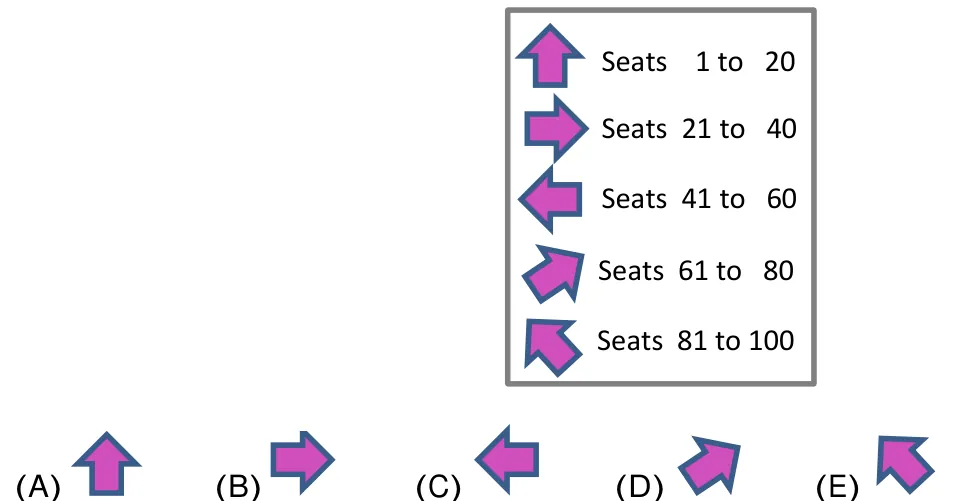 Seats 1 to 20
Seats 21 to 40
Seats 41 to 60
Seats 61 to 80
Seats 81 to 100
(A) (B) (C) (D) (E)